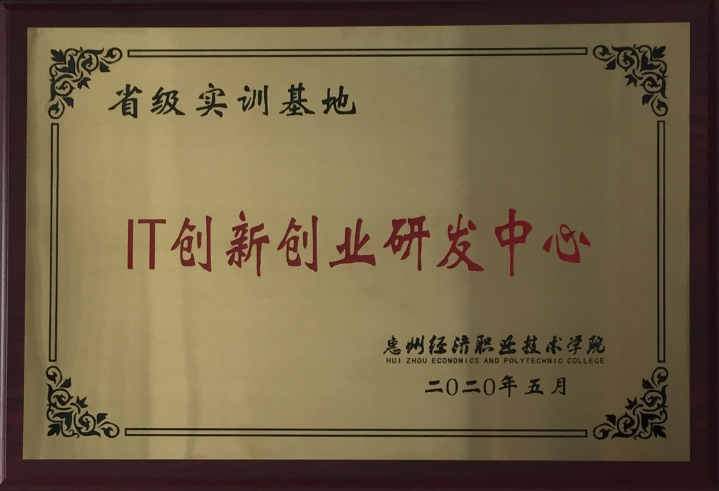 省级实训基地
IT创新创业研发中心
惠州经济职业技术学院
HUI ZHOU ECONOMICS AND POLYTECHNIC COLLEGE
二〇二〇年五月